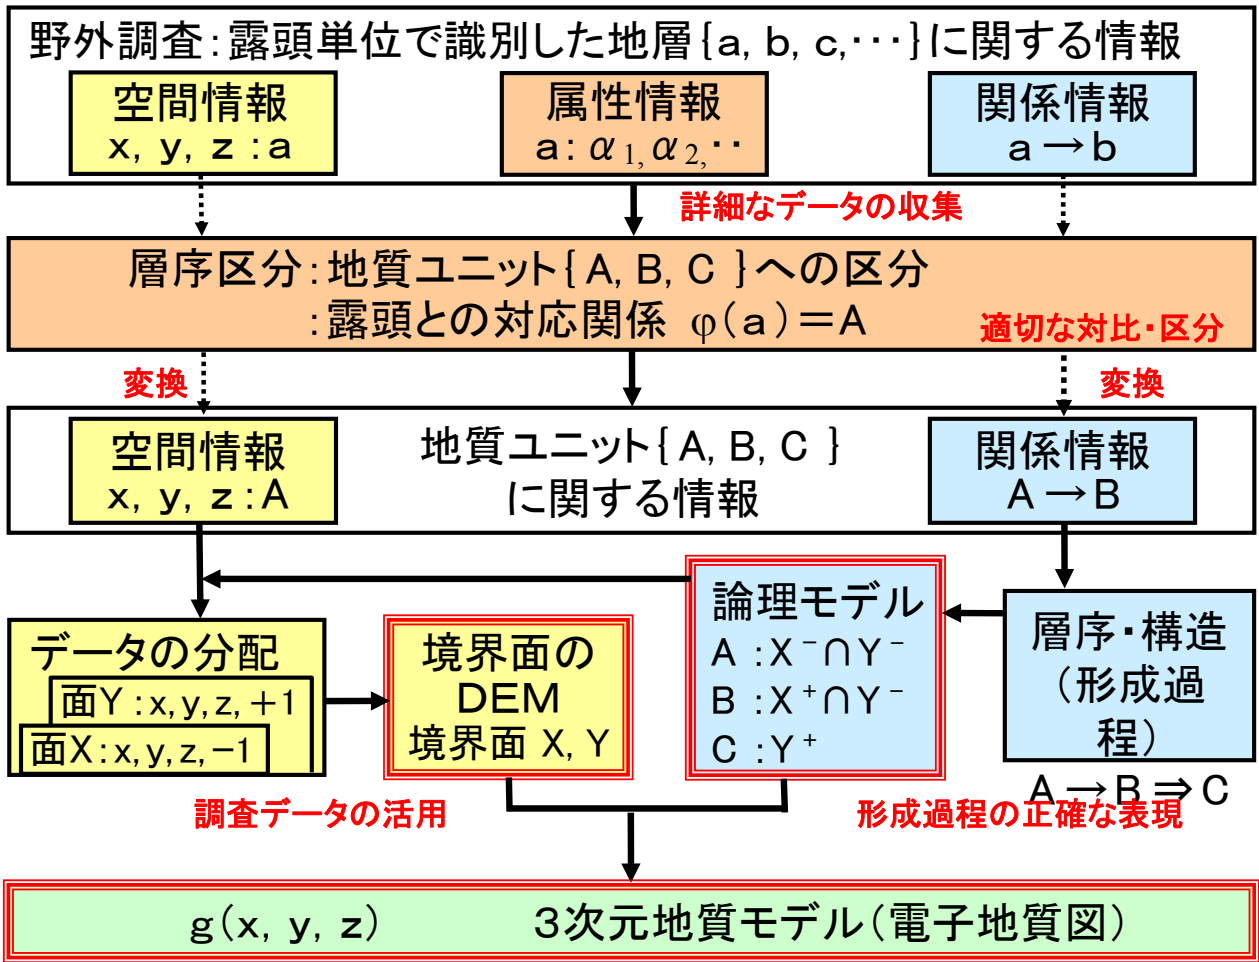 野外調査：露頭単位で識別した地層{a, b, c,･･･}に関する情報
空間情報
x, y, z：a
属性情報
a：α1, α2, ･･
関係情報
a→b
詳細なデータの収集
層序区分：地質ユニット{ A, B, C }への区分
：露頭との対応関係 φ(a)＝A
適切な対比・区分
変換
変換
空間情報
x, y, z：A
地質ユニット{ A, B, C }
に関する情報
関係情報
A→B
データの分配
面Y：x, y, z, ＋1
面X：x, y, z, －1
境界面の
DEM
境界面 X, Y
論理モデル
A：X⁻∩Y⁻
B：X⁺∩Y⁻
C：Y⁺
層序・構造
（形成過
程）
A→B⇒C
調査データの活用
形成過程の正確な表現
g(x, y, z) 3次元地質モデル（電子地質図）